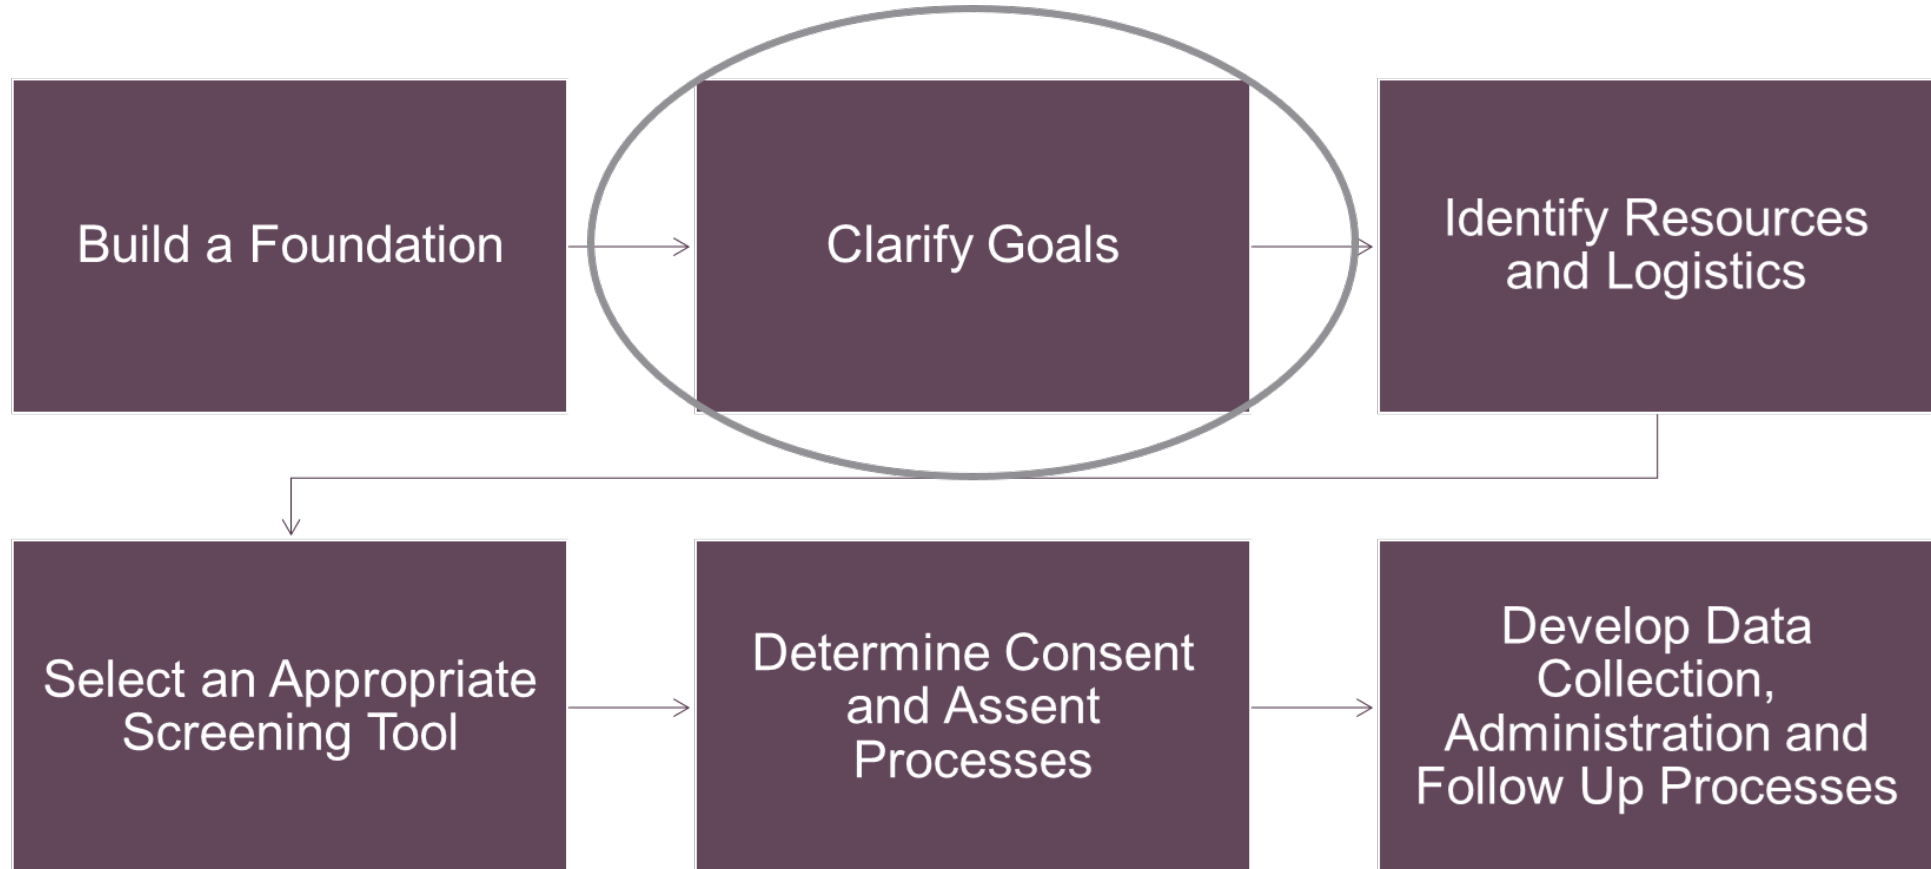 Build a Foundation
Clarify Goals
Identify Resources
and Logistics
Select an Appropriate
Screening Tool
Determine Consent
and Assent
Processes
Develop Data
Collection,
Administration and
Follow Up Processes